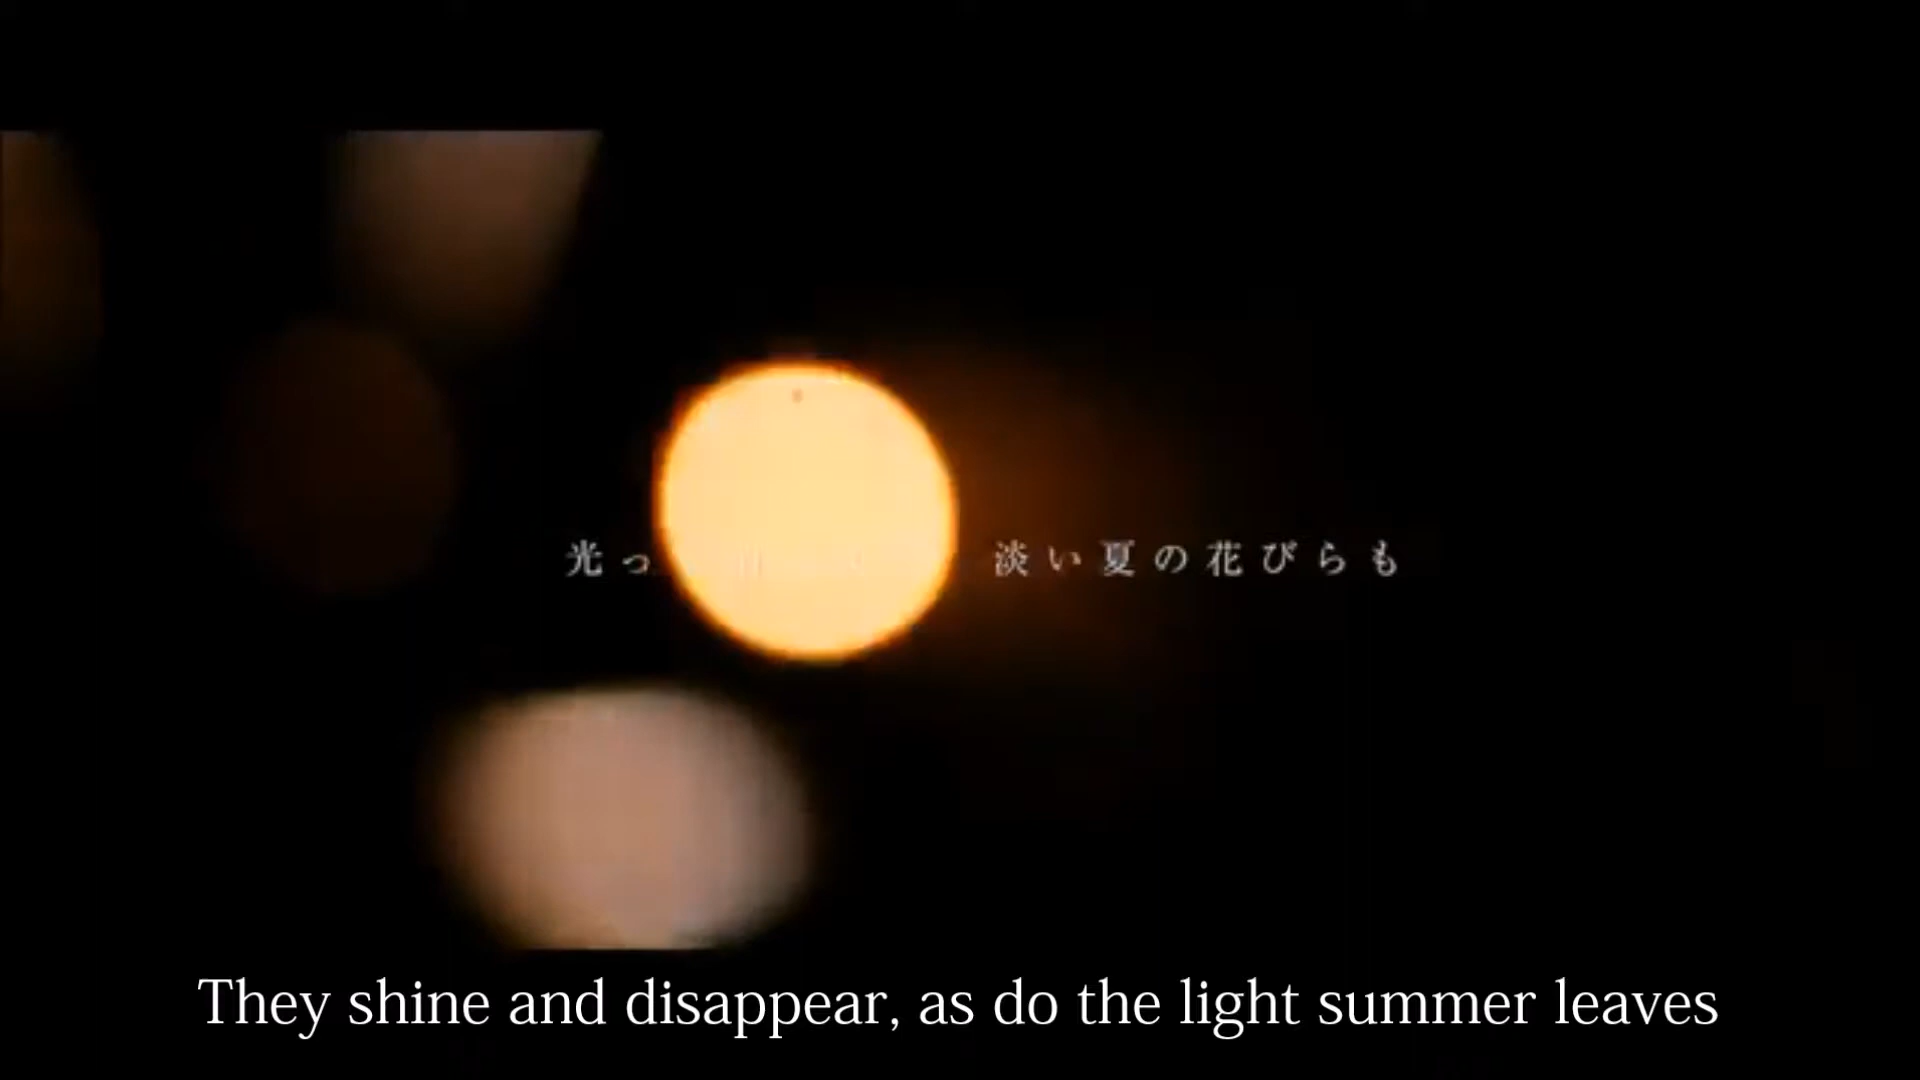 光っ 淡い夏の花びらも
They shine and disappear, as do the light summer leaves